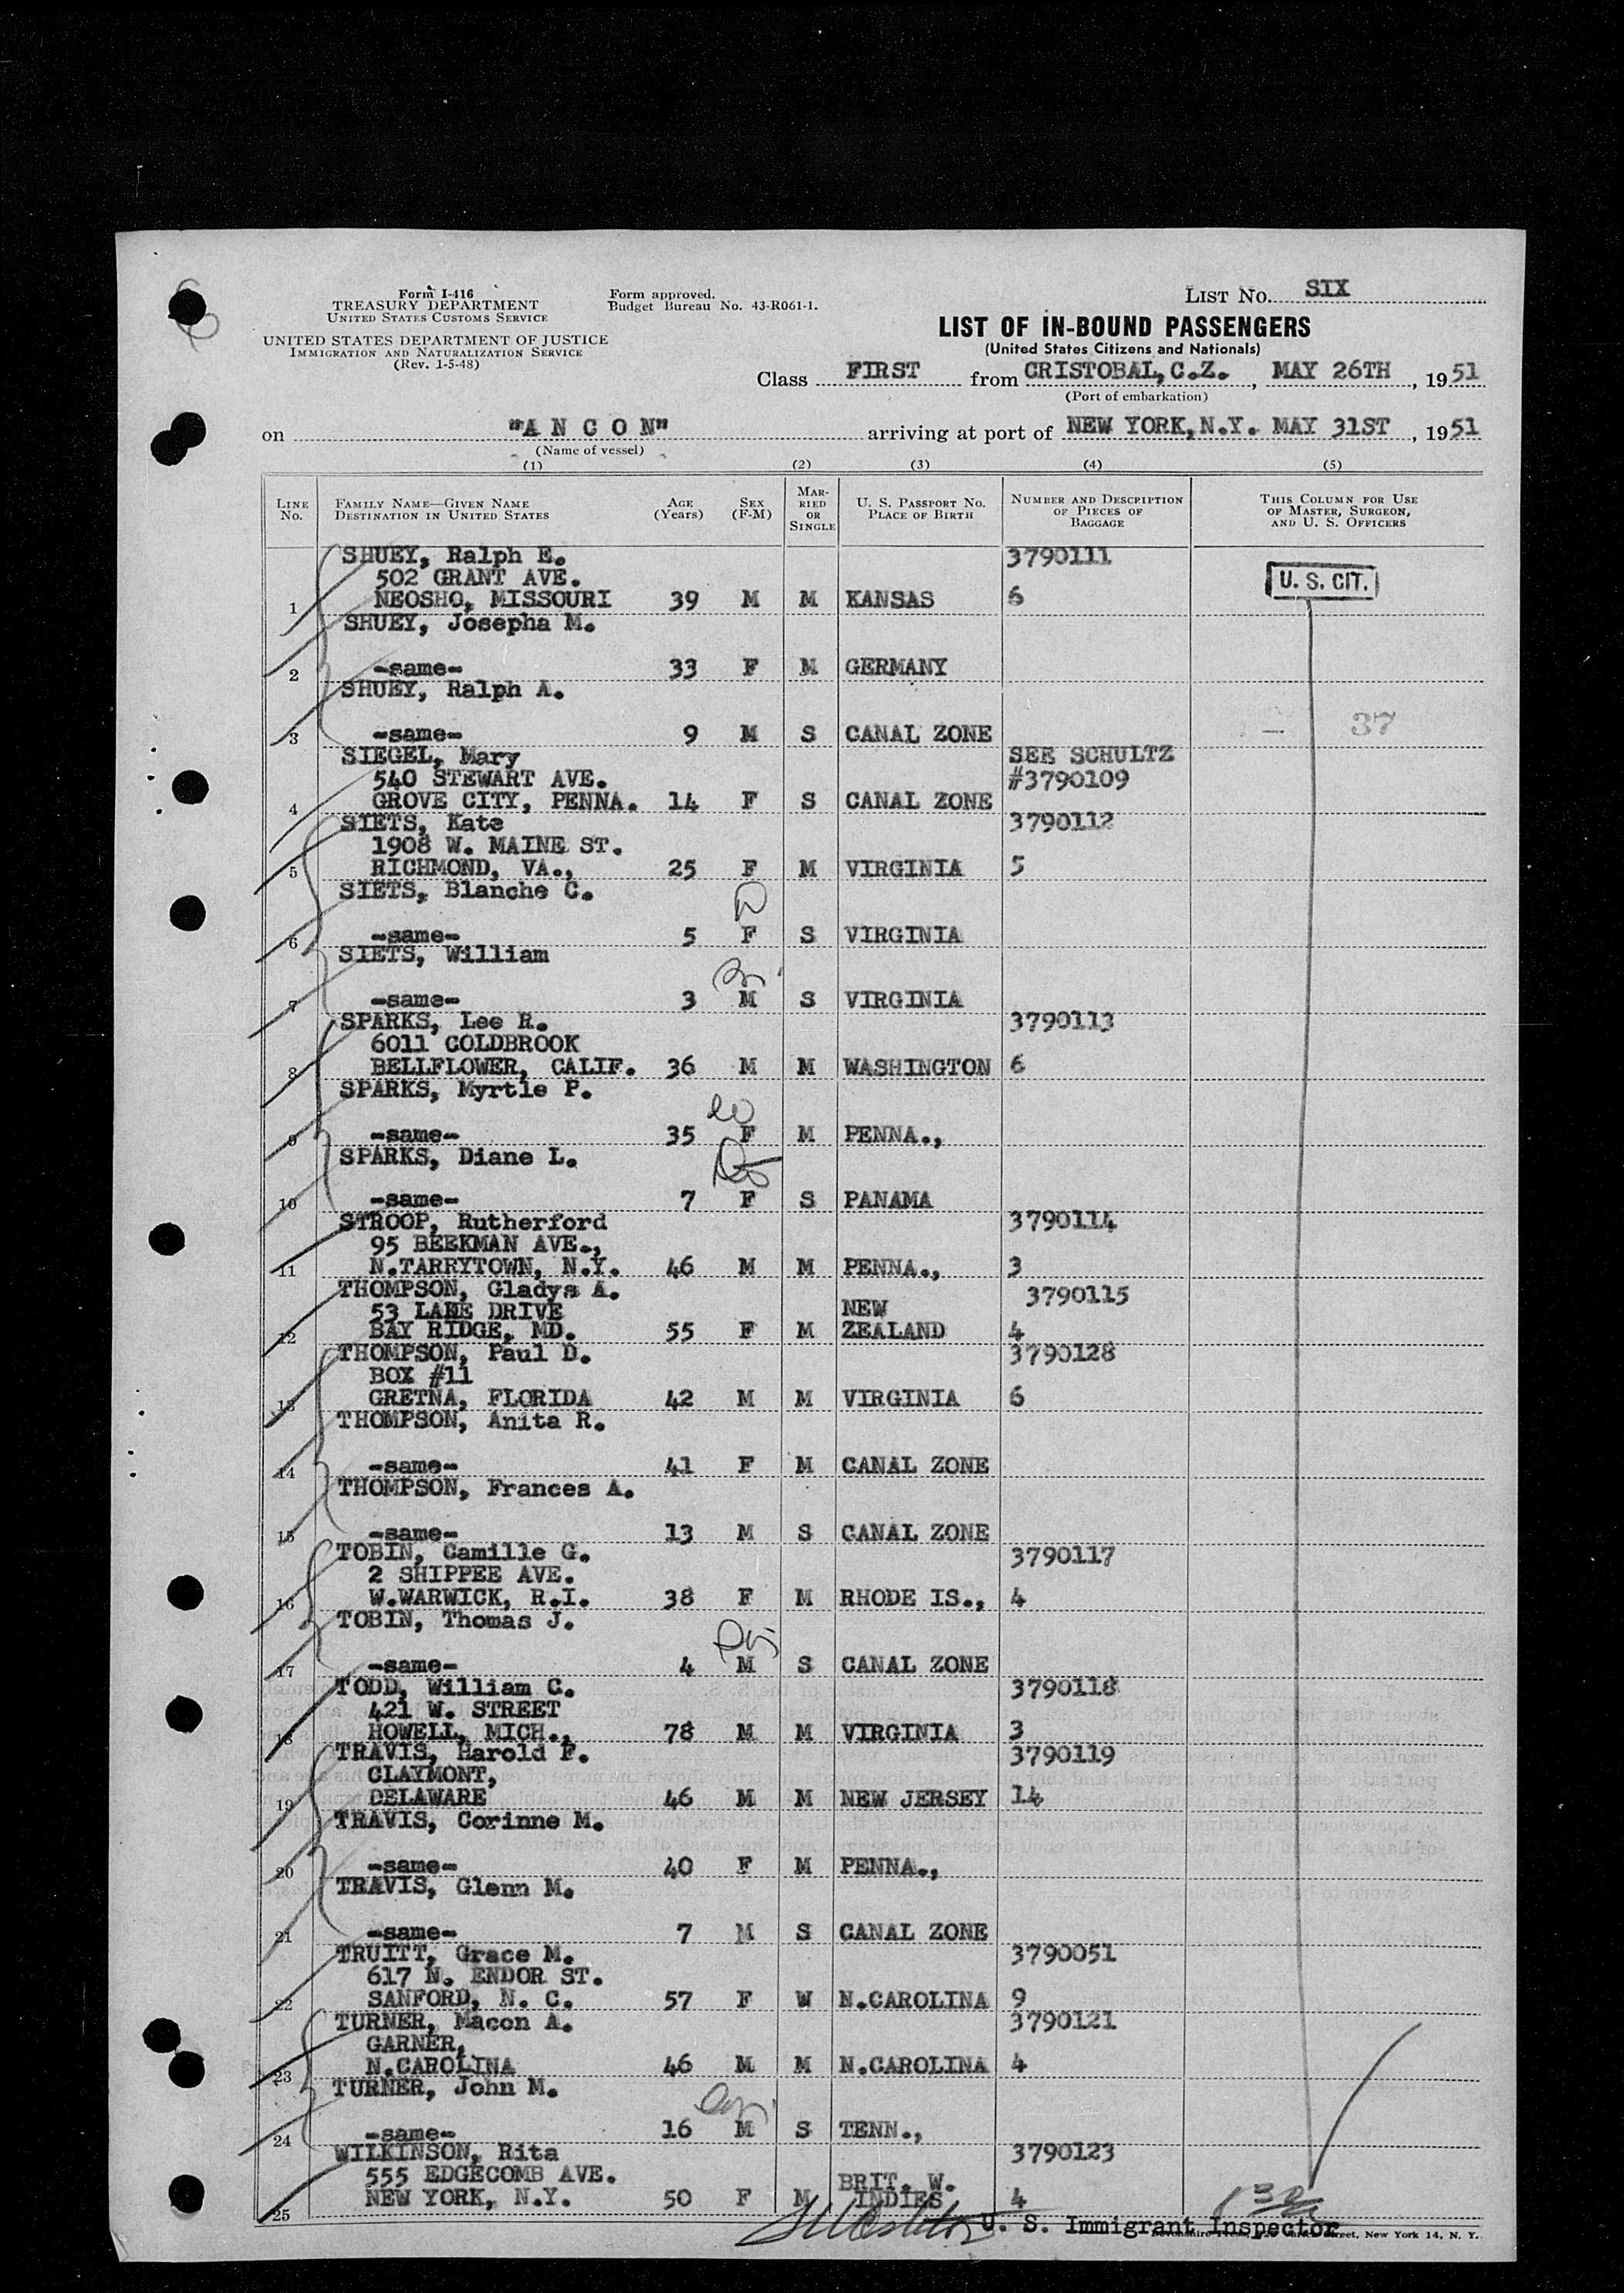 Form I-416
TREASURY DEPARTMENT
UNITED STATES CUSTOMS SERVICE
UNITED STATES DEPARTMENT OF JUSTICE
IMMIGRATION AND NATURALIZATION SERVICE
(Rev. 1-5-48)
Form approved.
Budget Bureau No. 43-R061-1.
LIST No. SIX
LIST OF IN-BOUND PASSENGERS
(United States Citizens and Nationals)
Class FIRST from CRISTOBAL, C.Z. , MAY 26TH , 1951
(Port of embarkation)
on "A N C O N" arriving at port of NEW YORK, N.Y. MAY 31ST , 1951
(Name of vessel)
(1) (2) (3) (4) (5)
LINE No. FAMILY NAME—GIVEN NAME DESTINATION IN UNITED STATES AGE (Years) SEX (F-M) MARRIED OR SINGLE U. S. PASSPORT NO. PLACE OF BIRTH NUMBER AND DESCRIPTION OF PIECES OF BAGGAGE THIS COLUMN FOR USE OF MASTER, SURGEON, AND U. S. OFFICERS
SHUEY, Ralph E. 3790111
502 GRANT AVE. U. S. CIT.
1 NEOSHO, MISSOURI 39 M M KANSAS 6
SHUEY, Josepha M.
2 -same- 33 F M GERMANY
SHUEY, Ralph A.
3 -same- 9 M S CANAL ZONE 37
SIEGEL, Mary SEE SCHULTZ
540 STEWART AVE. #3790109
4 GROVE CITY, PENNA. 14 F S CANAL ZONE
SIETS, Kate 3790112
1908 W. MAINE ST.
5 RICHMOND, VA., 25 F M VIRGINIA 5
SIETS, Blanche C.
6 -same- 5 F S VIRGINIA
SIETS, William
7 -same- 3 M S VIRGINIA
SPARKS, Lee R. 3790113
6011 COLDBROOK
8 BELLFLOWER, CALIF. 36 M M WASHINGTON 6
SPARKS, Myrtle P.
9 -same- 35 F M PENNA.,
SPARKS, Diane L.
10 -same- 7 F S PANAMA
STROOP, Rutherford 3790114
95 BEEKMAN AVE.,
11 N.TARRYTOWN, N.Y. 46 M M PENNA., 3
THOMPSON, Gladys A. 3790115
53 LAKE DRIVE NEW
12 BAY RIDGE, MD. 55 F M ZEALAND 4
THOMPSON, Paul D. 3790128
BOX #11
13 GRETNA, FLORIDA 42 M M VIRGINIA 6
THOMPSON, Anita R.
14 -same- 41 F M CANAL ZONE
THOMPSON, Frances A.
15 -same- 13 M S CANAL ZONE
TOBIN, Camille G. 3790117
2 SHIPPEE AVE.
16 W.WARWICK, R.I. 38 F M RHODE IS., 4
TOBIN, Thomas J.
17 -same- 4 M S CANAL ZONE
TODD, William C. 3790118
421 W. STREET
18 HOWELL, MICH., 78 M M VIRGINIA 3
TRAVIS, Harold F. 3790119
CLAYMONT,
19 DELAWARE 46 M M NEW JERSEY 14
TRAVIS, Corinne M.
20 -same- 40 F M PENNA.,
TRAVIS, Glenn M.
21 -same- 7 M S CANAL ZONE
TRUITT, Grace M. 3790051
617 N. ENDOR ST.
22 SANFORD, N. C. 57 F W N.CAROLINA 9
TURNER, Macon A. 3790121
GARNER,
23 N.CAROLINA 46 M M N.CAROLINA 4
TURNER, John M.
24 -same- 16 M S TENN.,
WILKINSON, Rita 3790123
555 EDGECOMB AVE. BRIT. W.
25 NEW YORK, N.Y. 50 F M INDIES 4
U. S. Immigrant Inspector
Street, New York 14, N. Y.